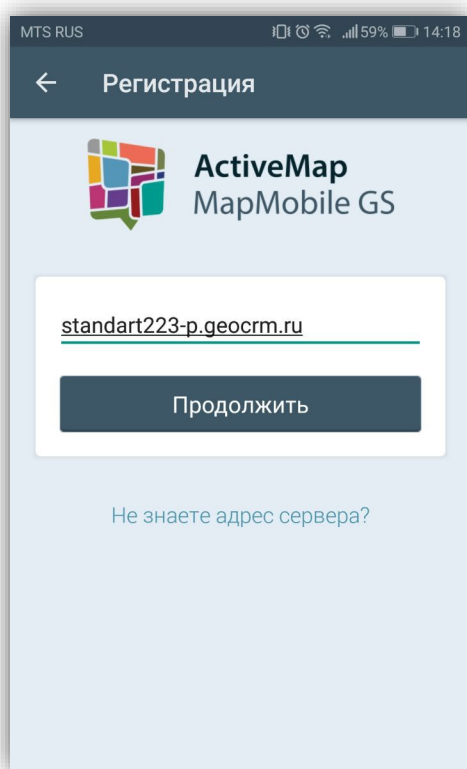 MTS RUS 59% 14:18
Регистрация
ActiveMap
MapMobile GS
standart223-p.geocrm.ru
Продолжить
Не знаете адрес сервера?